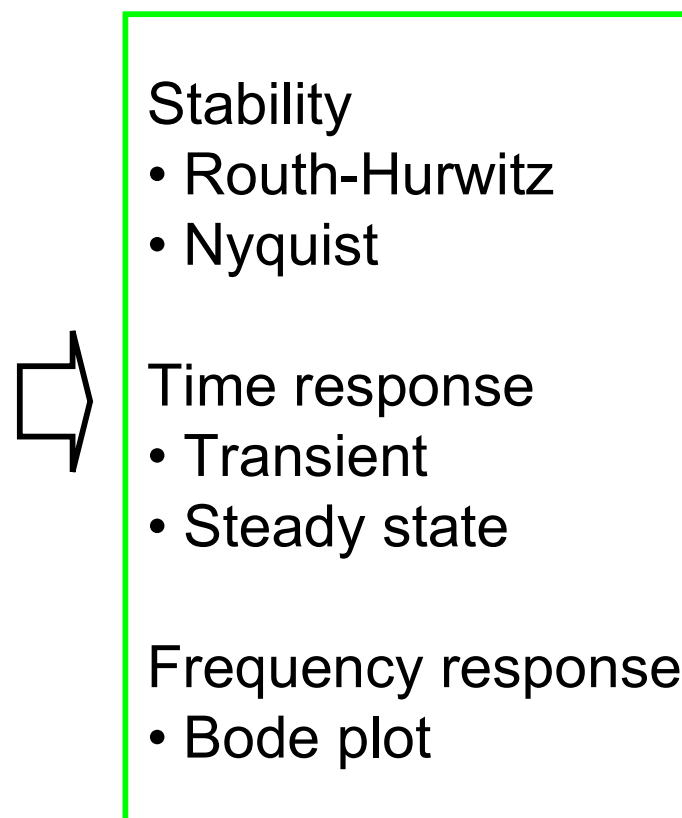 Stability
• Routh-Hurwitz
• Nyquist
Time response
• Transient
• Steady state
Frequency response
• Bode plot